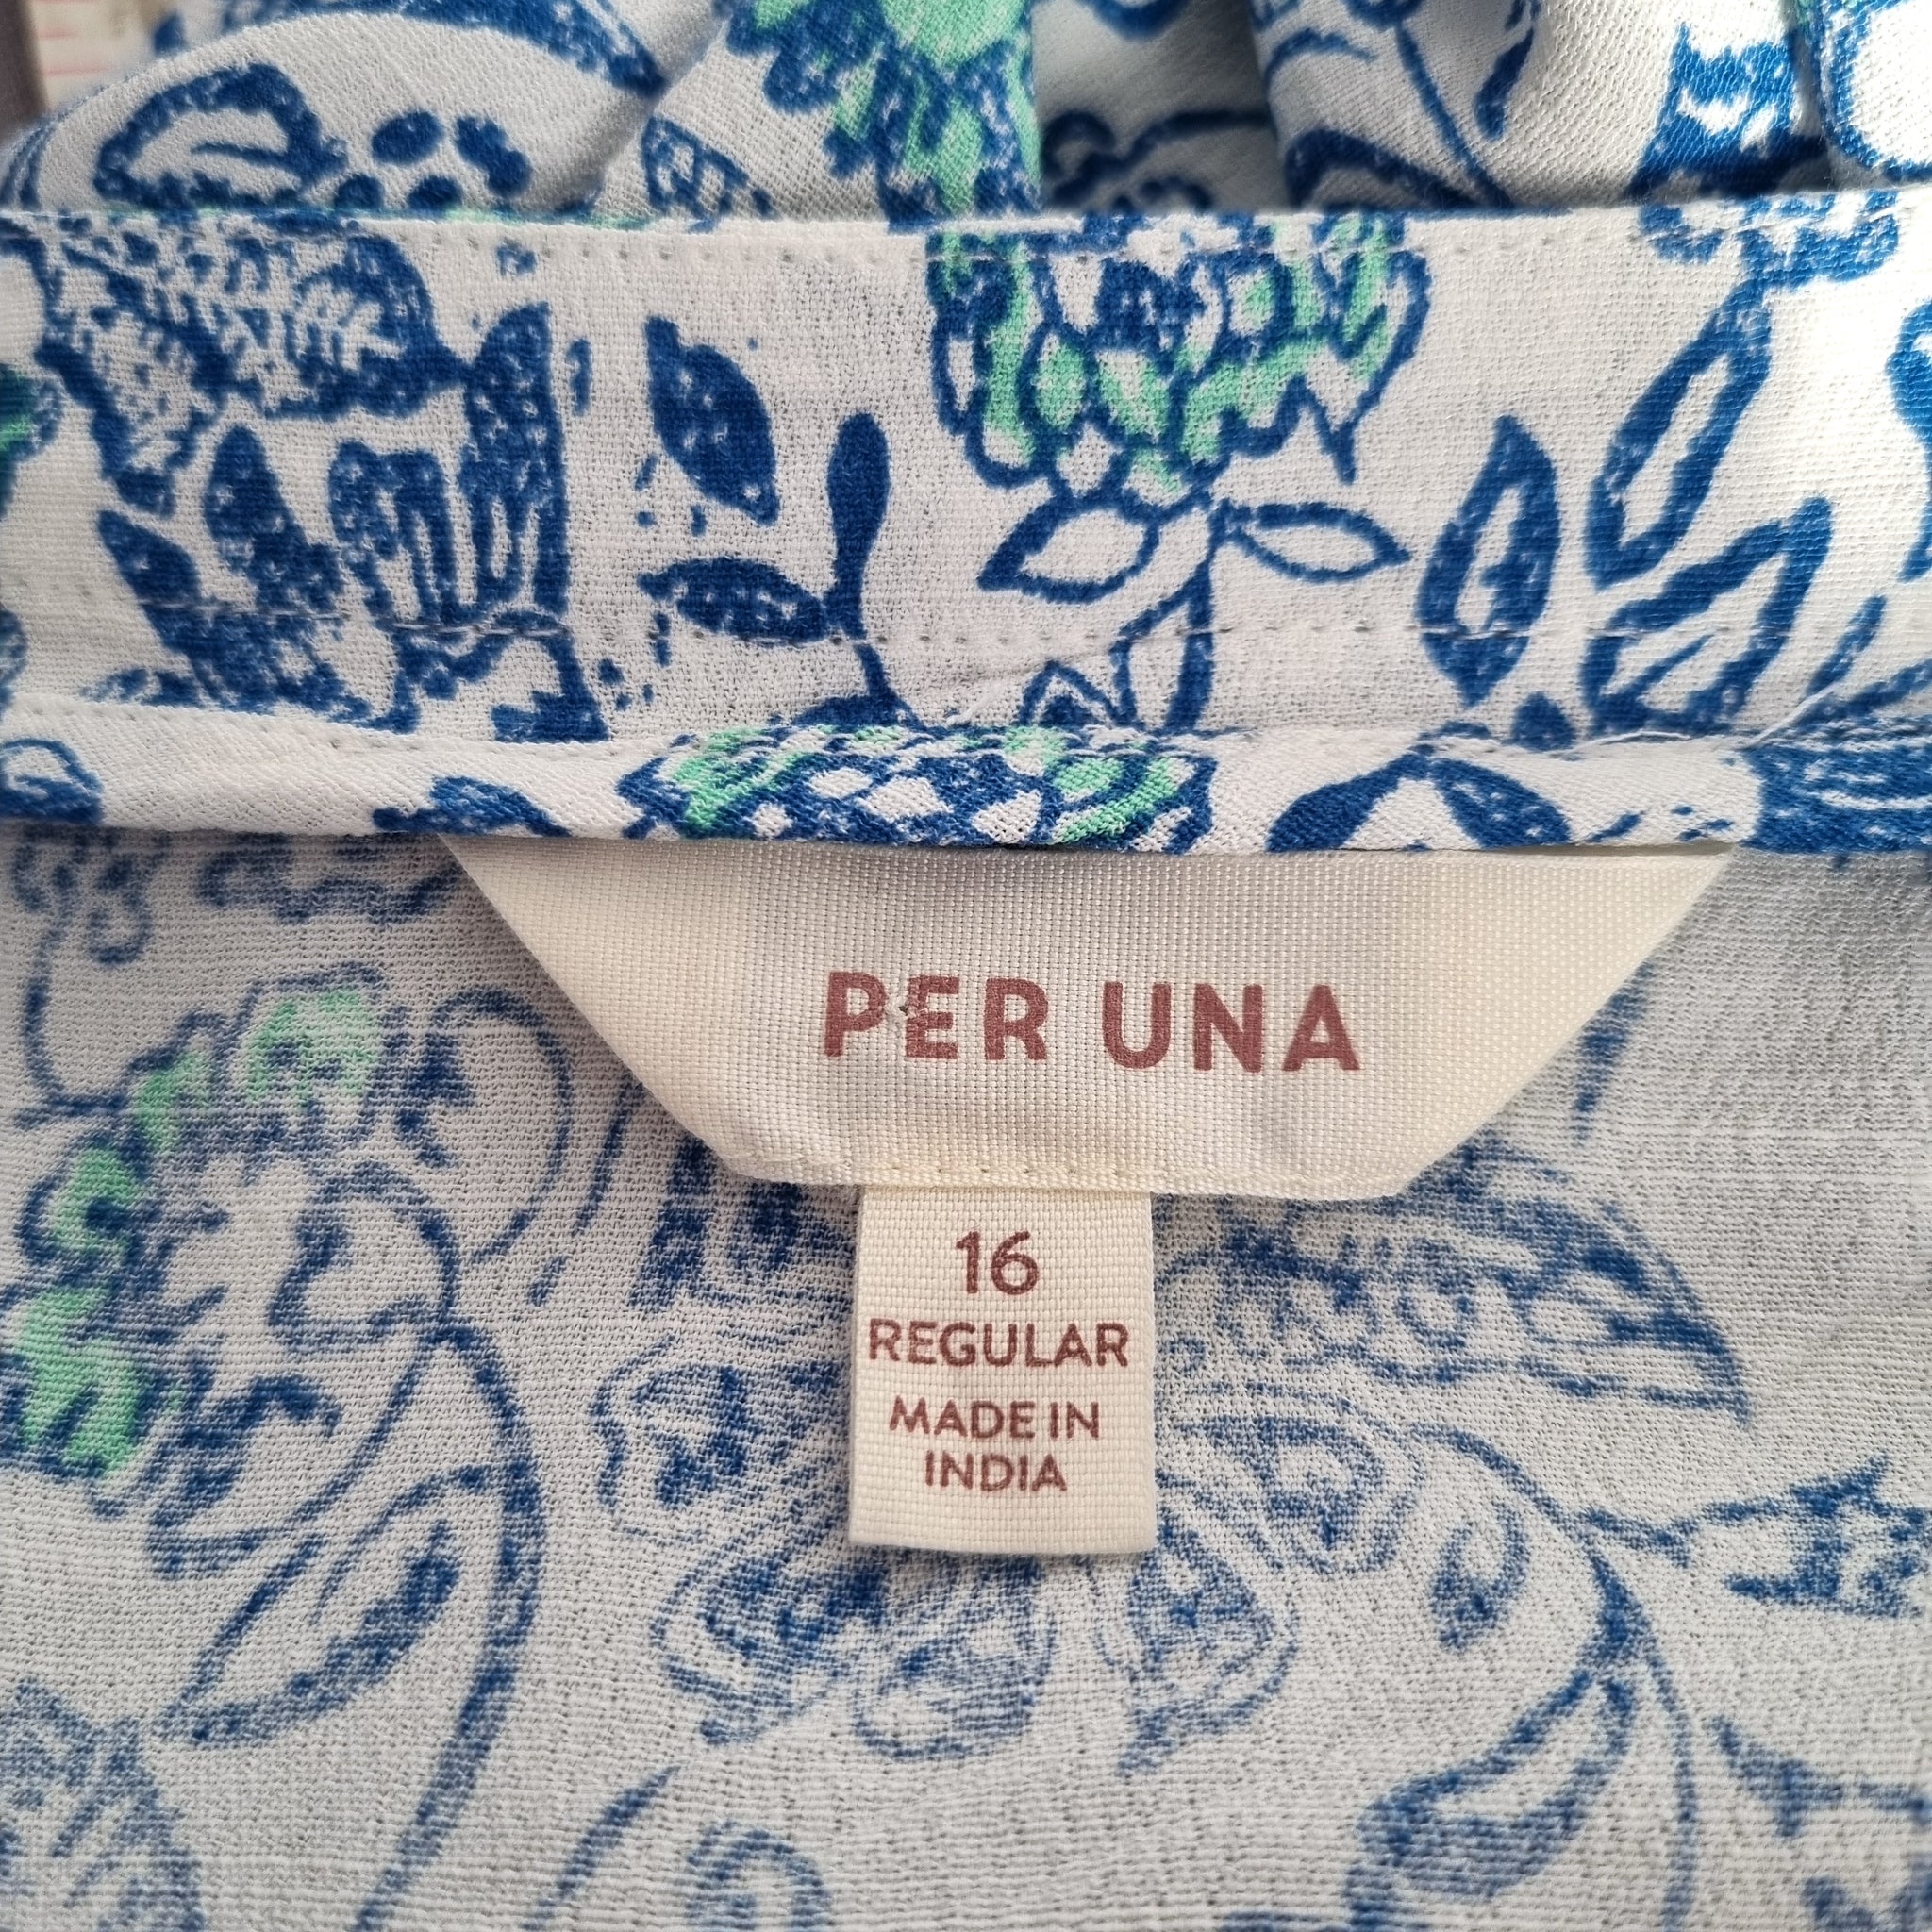 PER UNA
16
REGULAR
MADE IN
INDIA